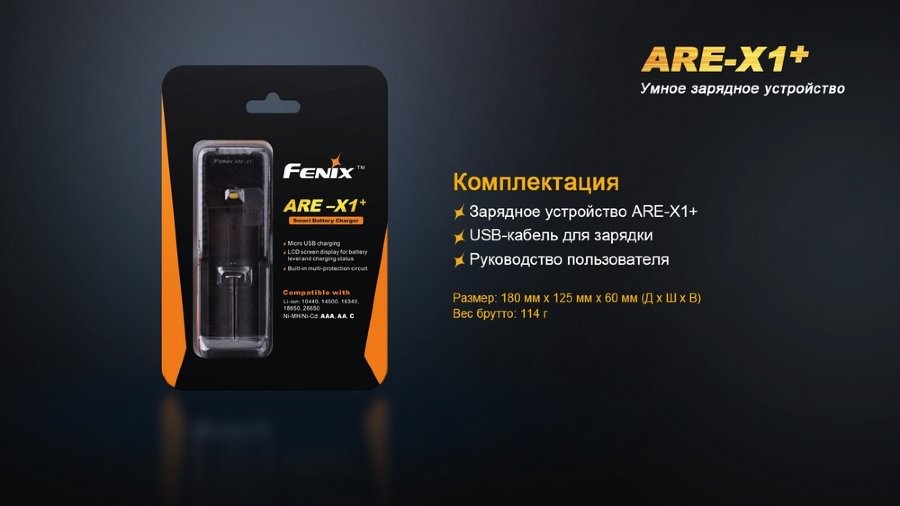 ARE-X1+
Умное зарядное устройство
FENIX™
ARE-X1+
Smart Battery Charger
Micro USB charging
LCD screen display for battery
level and charging status
Built-in multi-protection circuit
Compatible with
Li-ion: 10440, 14500, 16340,
18650, 26650
Ni-MH/Ni-Cd: AAA, AA, C
FENIX ARE-X1+
Комплектация
Зарядное устройство ARE-X1+
USB-кабель для зарядки
Руководство пользователя
Размер: 180 мм x 125 мм x 60 мм (Д x Ш x В)
Вес брутто: 114 г